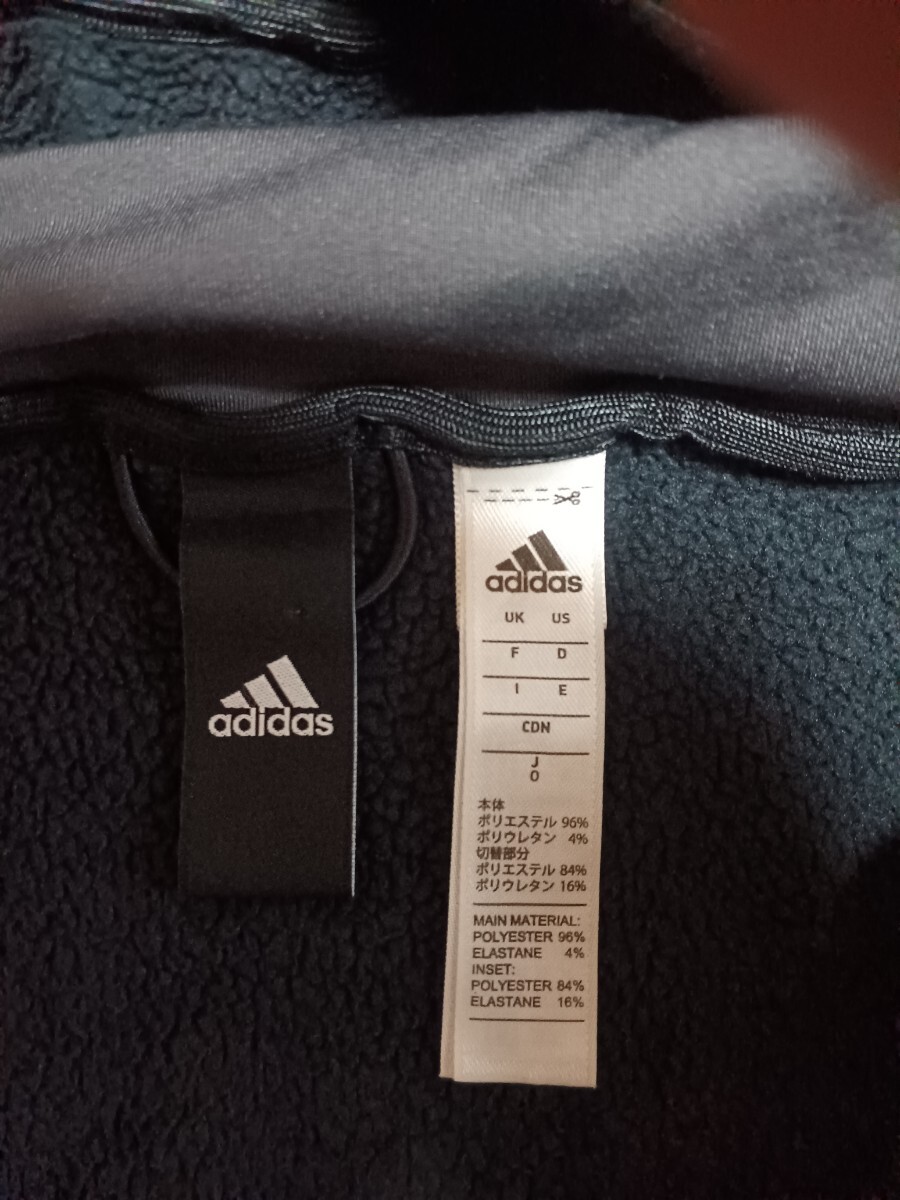 adidas
adidas
UK US
F D
I E
CDN
J
O
本体
ポリエステル 96%
ポリウレタン 4%
切替部分
ポリエステル 84%
ポリウレタン 16%
MAIN MATERIAL:
POLYESTER 96%
ELASTANE 4%
INSET:
POLYESTER 84%
ELASTANE 16%